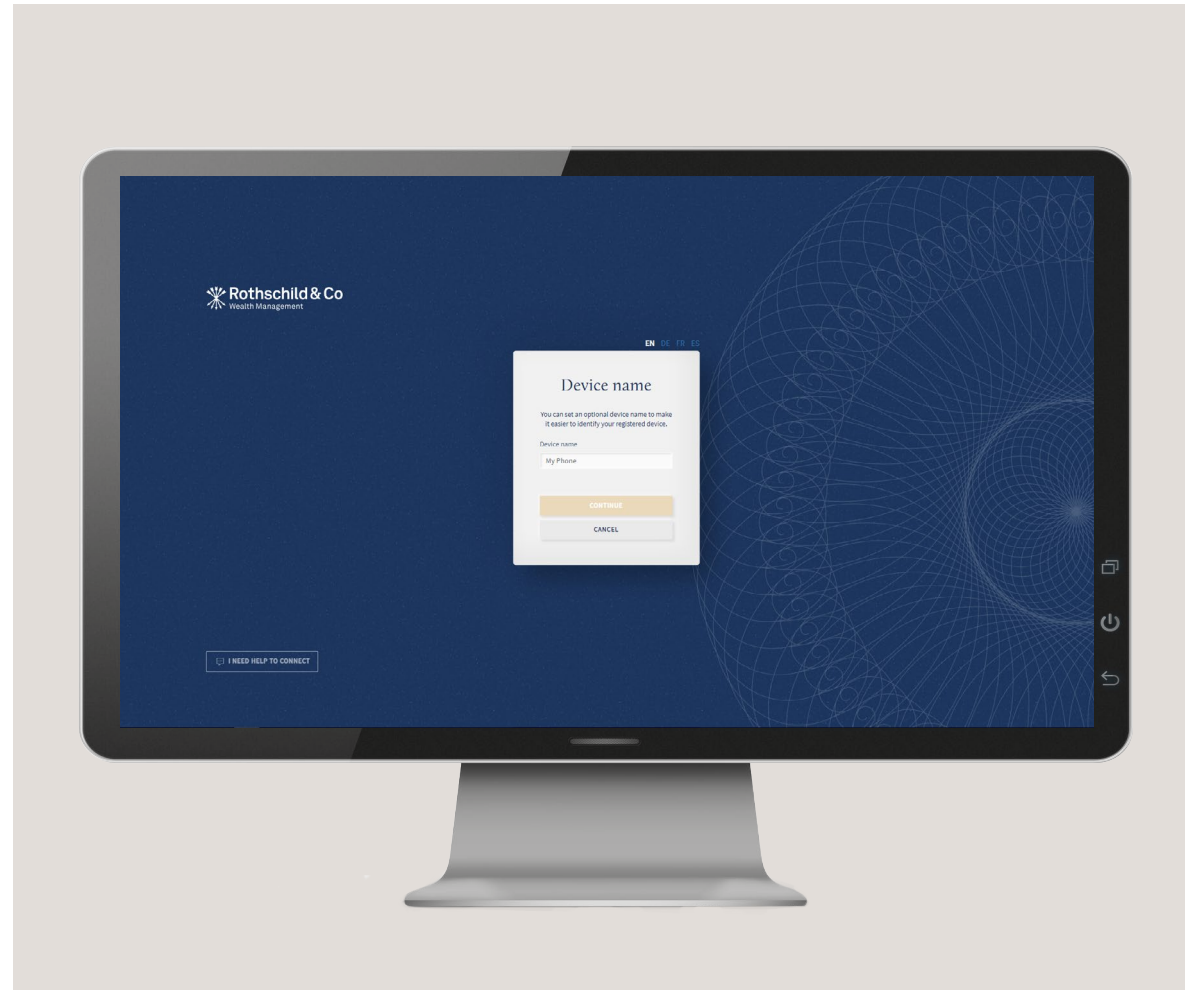 Rothschild & Co
Wealth Management
EN DE FR ES
Device name
You can set an optional device name to make
it easier to identify your registered device.
Device name
My Phone
CONTINUE
CANCEL
I NEED HELP TO CONNECT